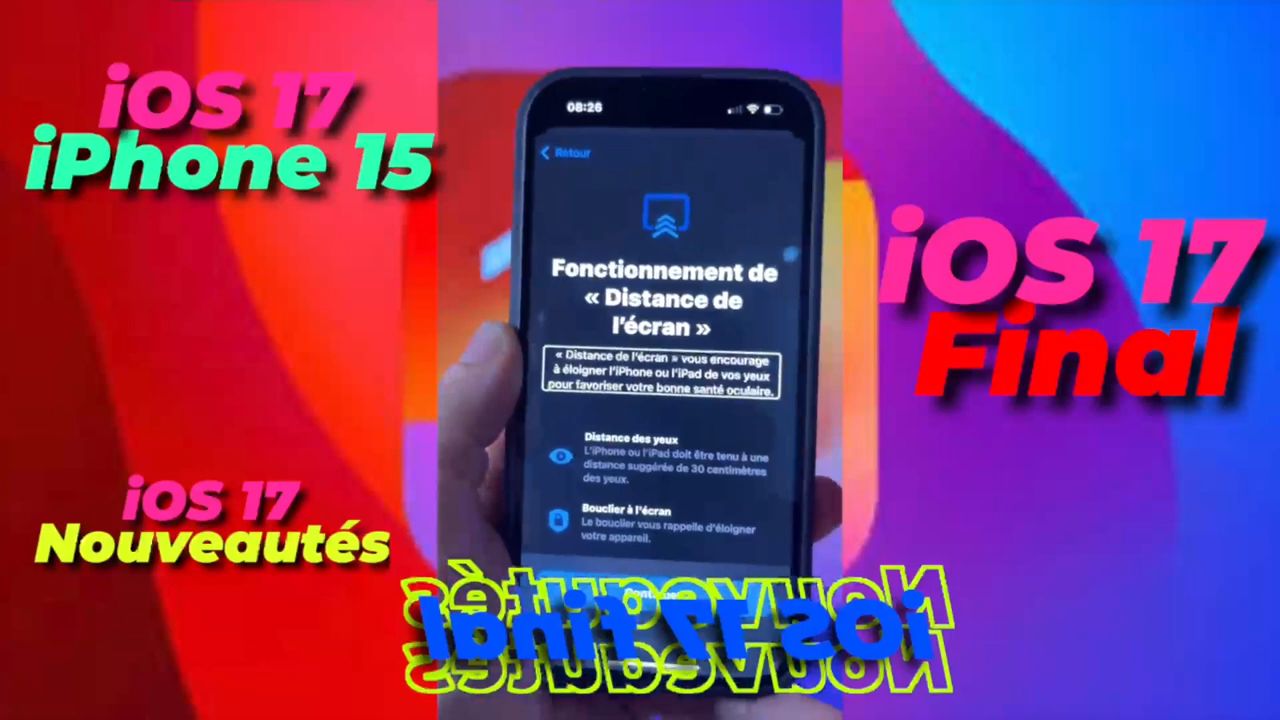 iOS 17
iPhone 15
iOS 17
Final
iOS 17
Nouveautés
08:26
Retour
Fonctionnement de
« Distance de
l'écran »
« Distance de l'écran » vous encourage
à éloigner l'iPhone ou l'iPad de vos yeux
pour favoriser votre bonne santé oculaire.
Distance des yeux
L'iPhone ou l'iPad doit être tenu à une
distance suggérée de 30 centimètres
des yeux.
Bouclier à l'écran
Le bouclier vous rappelle d'éloigner
votre appareil.
Nouveautés
iOS 17 final
Nouveautés